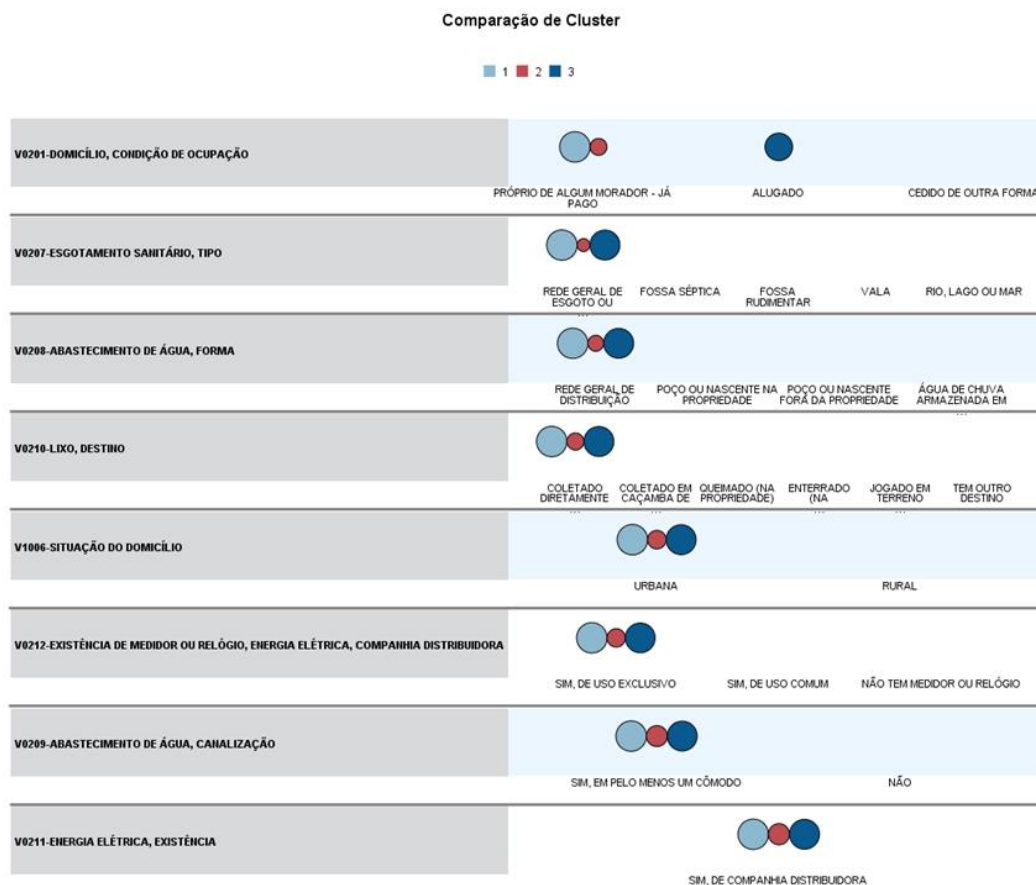 Comparação de Cluster
1 2 3
V0201-DOMICÍLIO, CONDIÇÃO DE OCUPAÇÃO
PRÓPRIO DE ALGUM MORADOR - JÁ
PAGO
ALUGADO
CEDIDO DE OUTRA FORMA
V0207-ESGOTAMENTO SANITÁRIO, TIPO
REDE GERAL DE
ESGOTO OU
...
FOSSA SÉPTICA
FOSSA
RUDIMENTAR
VALA
RIO, LAGO OU MAR
V0208-ABASTECIMENTO DE ÁGUA, FORMA
REDE GERAL DE
DISTRIBUIÇÃO
POÇO OU NASCENTE NA
PROPRIEDADE
POÇO OU NASCENTE
FORA DA PROPRIEDADE
ÁGUA DE CHUVA
ARMAZENADA EM
...
V0210-LIXO, DESTINO
COLETADO
DIRETAMENTE
...
COLETADO EM
CAÇAMBA DE
...
QUEIMADO (NA
PROPRIEDADE)
ENTERRADO
(NA
...
JOGADO EM
TERRENO
...
TEM OUTRO
DESTINO
V1006-SITUAÇÃO DO DOMICÍLIO
URBANA
RURAL
V0212-EXISTÊNCIA DE MEDIDOR OU RELÓGIO, ENERGIA ELÉTRICA, COMPANHIA DISTRIBUIDORA
SIM, DE USO EXCLUSIVO
SIM, DE USO COMUM
NÃO TEM MEDIDOR OU RELÓGIO
V0209-ABASTECIMENTO DE ÁGUA, CANALIZAÇÃO
SIM, EM PELO MENOS UM CÔMODO
NÃO
V0211-ENERGIA ELÉTRICA, EXISTÊNCIA
SIM, DE COMPANHIA DISTRIBUIDORA